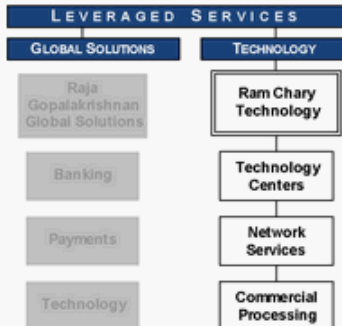 LEVERAGED SERVICES
GLOBAL SOLUTIONS
TECHNOLOGY
Raja
Gopalakrishnan
Global Solutions
Ram Chary
Technology
Banking
Technology
Centers
Payments
Network
Services
Technology
Commercial
Processing